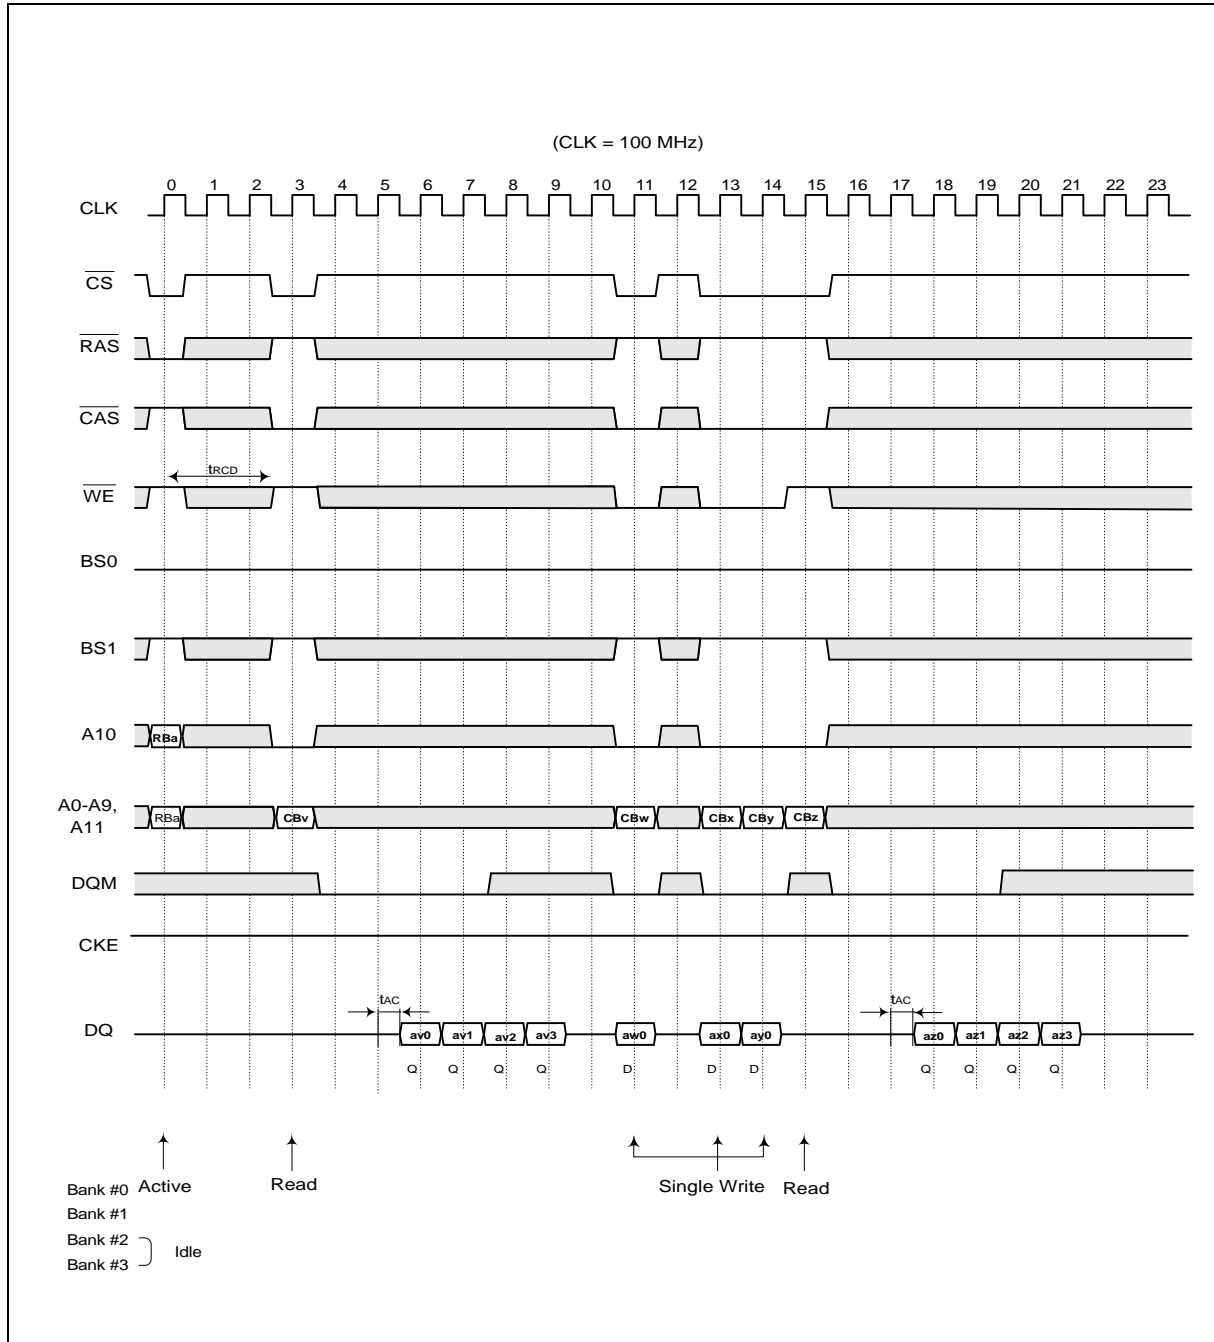 (CLK = 100 MHz)
0 1 2 3 4 5 6 7 8 9 10 11 12 13 14 15 16 17 18 19 20 21 22 23
CLK
CS
RAS
CAS
tRCD
WE
BS0
BS1
A10 RBa
A0-A9, RBa CBv CBw CBx CBy CBz
A11
DQM
CKE
tAC tAC
DQ av0 av1 av2 av3 aw0 ax0 ay0 az0 az1 az2 az3
Q Q Q Q D D D Q Q Q Q
Bank #0 Active Read Single Write Read
Bank #1
Bank #2
Idle
Bank #3